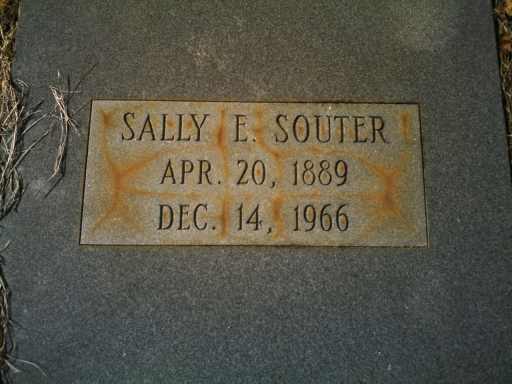 SALLY E. SOUTER
APR. 20, 1889
DEC. 14, 1966